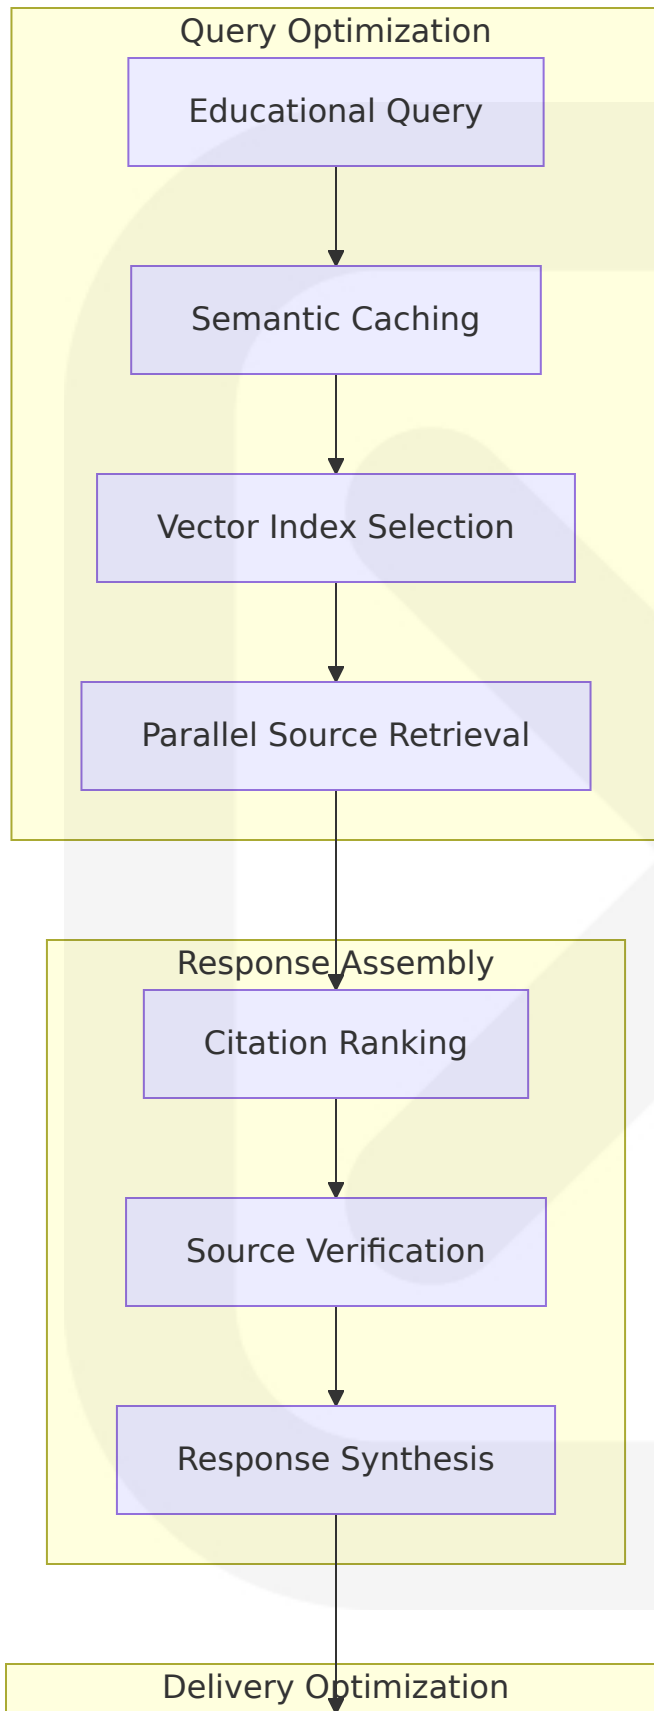 Query Optimization
Educational Query
Semantic Caching
Vector Index Selection
Parallel Source Retrieval
Response Assembly
Citation Ranking
Source Verification
Response Synthesis
Delivery Optimization